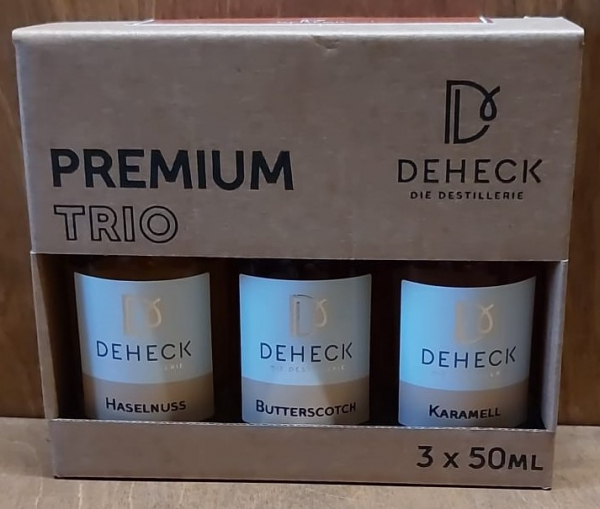 PREMIUM
TRIO
DEHECK
DIE DESTILLERIE
DEHECK
HASELNUSS
DEHECK
DIE DESTILLERIE
BUTTERSCOTCH
DEHECK
KARAMELL
3 x 50ML